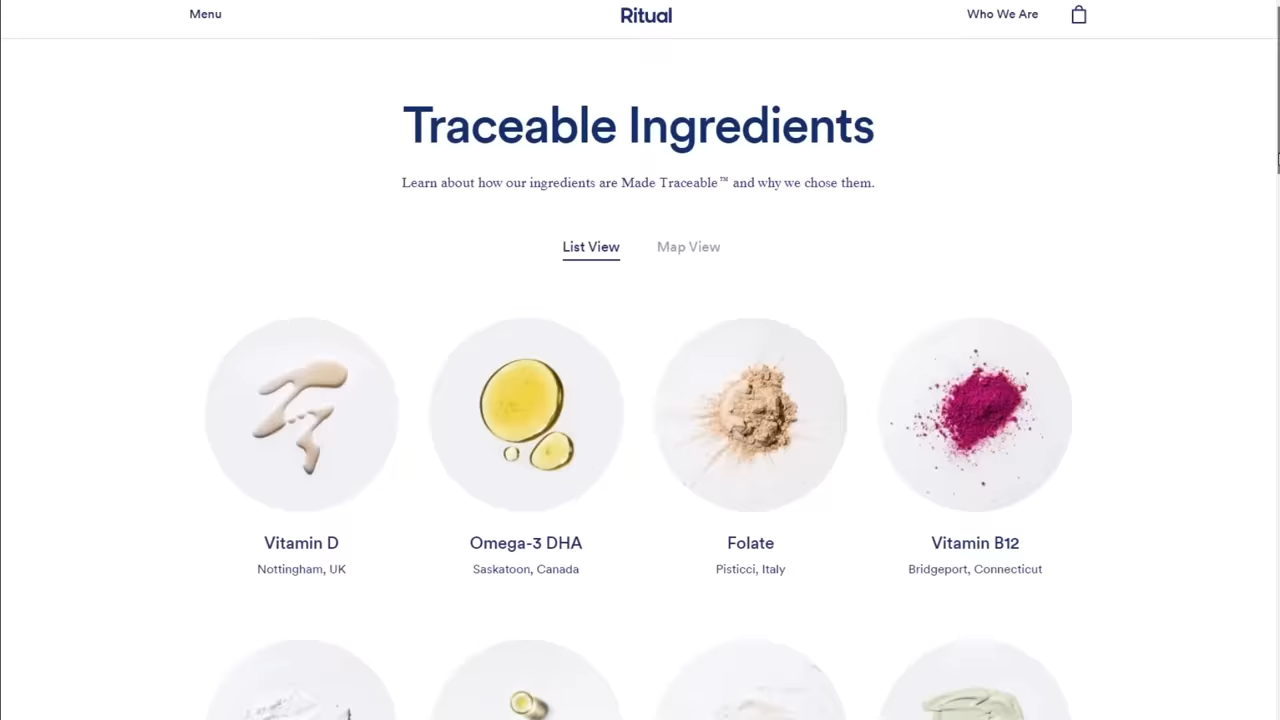 Menu
Ritual
Who We Are
Traceable Ingredients
Learn about how our ingredients are Made Traceable™ and why we chose them.
List View
Map View
Vitamin D
Omega-3 DHA
Folate
Vitamin B12
Nottingham, UK
Saskatoon, Canada
Pisticci, Italy
Bridgeport, Connecticut